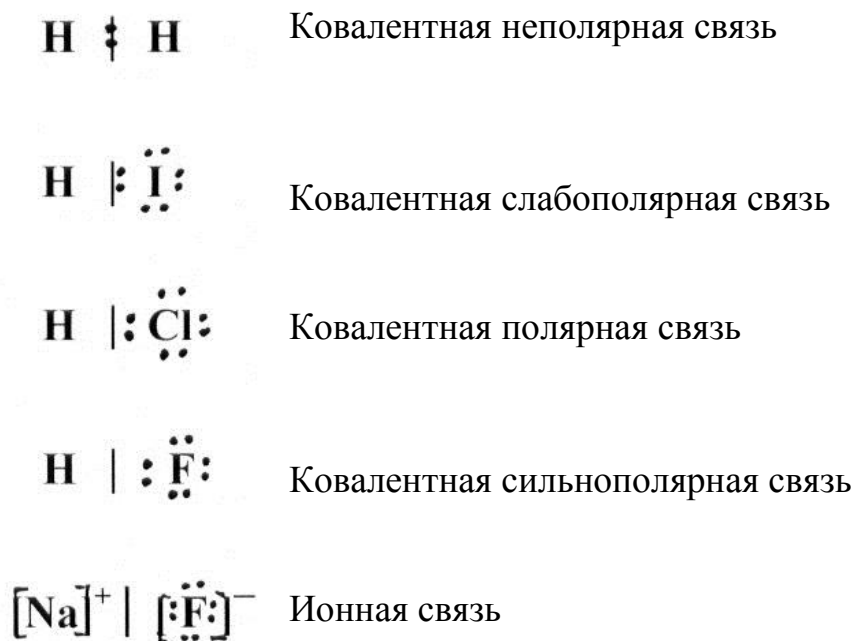 H : H Ковалентная неполярная связь
H |: I : Ковалентная слабополярная связь
H | : Cl : Ковалентная полярная связь
H | : F : Ковалентная сильнополярная связь
[Na]⁺ | [:F:]⁻ Ионная связь